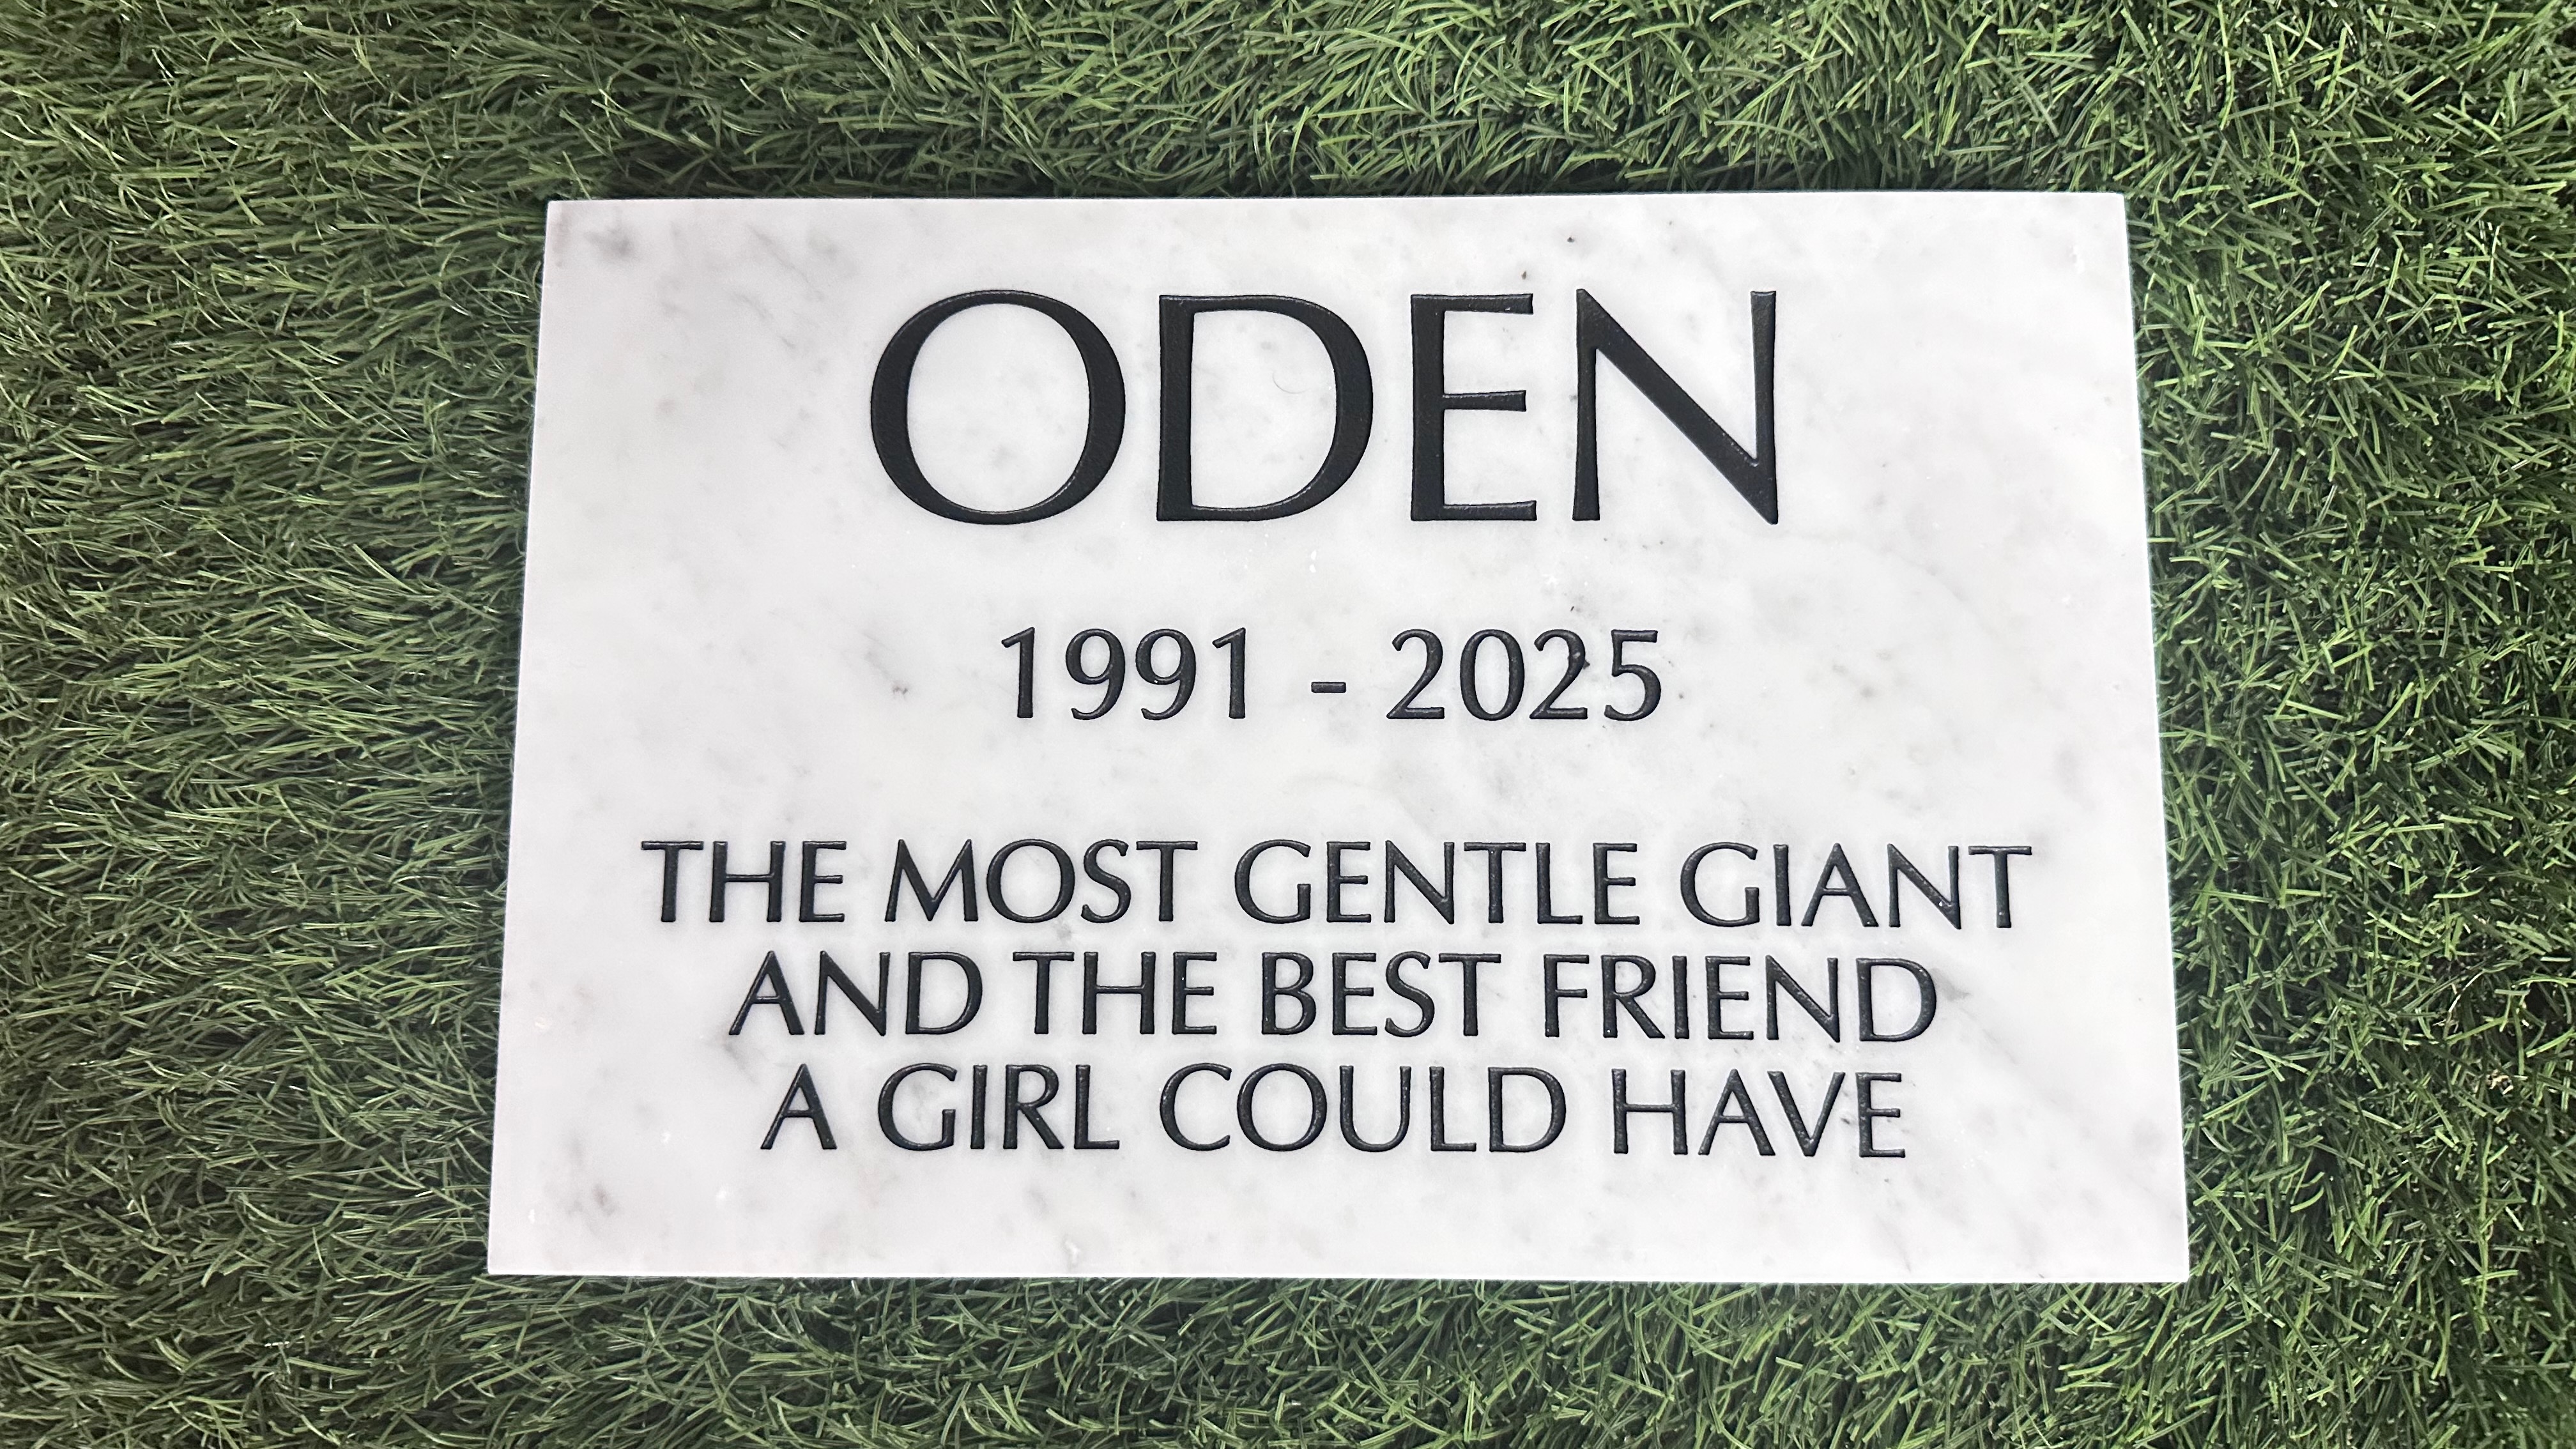 ODEN
1991 - 2025
THE MOST GENTLE GIANT
AND THE BEST FRIEND
A GIRL COULD HAVE